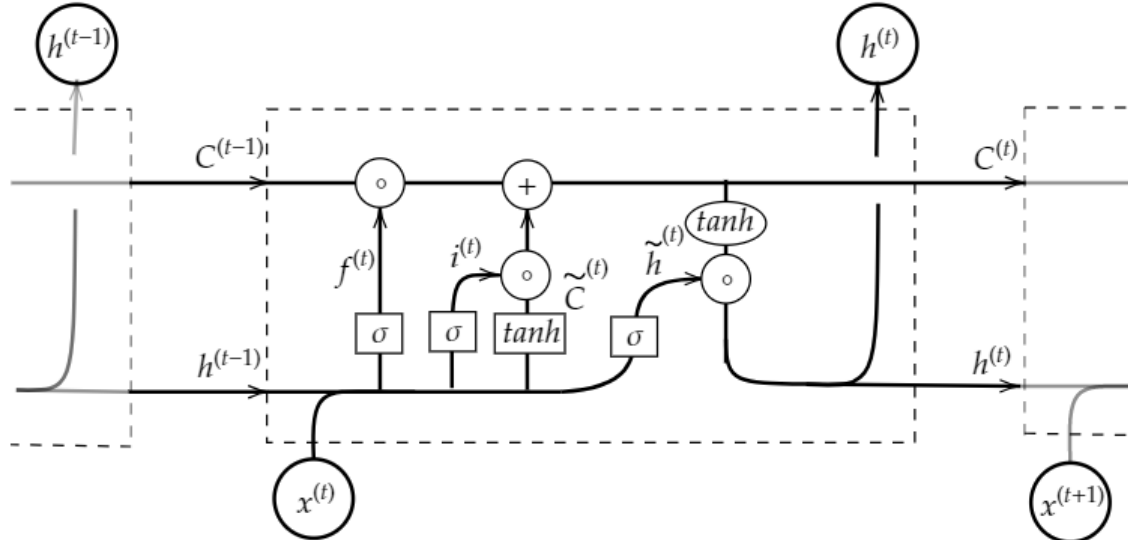 h^(t-1)
h^(t)
C^(t-1)
C^(t)
∘
+
tanh
f^(t)
i^(t)
∘
C̃^(t)
h̃^(t)
∘
σ
σ
tanh
σ
h^(t-1)
h^(t)
x^(t)
x^(t+1)